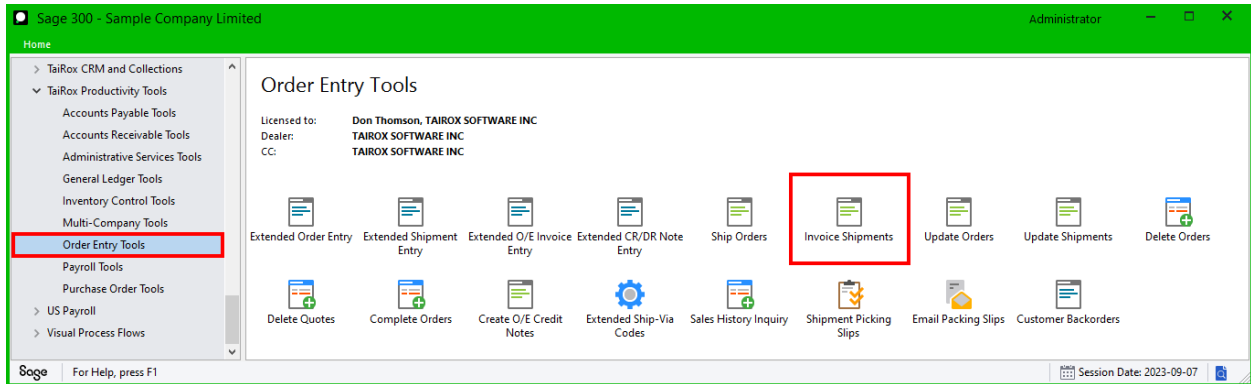 Sage 300 - Sample Company Limited
Administrator
Home
TaiRox CRM and Collections
TaiRox Productivity Tools
Accounts Payable Tools
Accounts Receivable Tools
Administrative Services Tools
General Ledger Tools
Inventory Control Tools
Multi-Company Tools
Order Entry Tools
Payroll Tools
Purchase Order Tools
US Payroll
Visual Process Flows
Order Entry Tools
Licensed to: Don Thomson, TAIROX SOFTWARE INC
Dealer: TAIROX SOFTWARE INC
CC: TAIROX SOFTWARE INC
Extended Order Entry
Extended Shipment
Entry
Extended O/E Invoice
Entry
Extended CR/DR Note
Entry
Ship Orders
Invoice Shipments
Update Orders
Update Shipments
Delete Orders
Delete Quotes
Complete Orders
Create O/E Credit
Notes
Extended Ship-Via
Codes
Sales History Inquiry
Shipment Picking
Slips
Email Packing Slips
Customer Backorders
Sage
For Help, press F1
Session Date: 2023-09-07